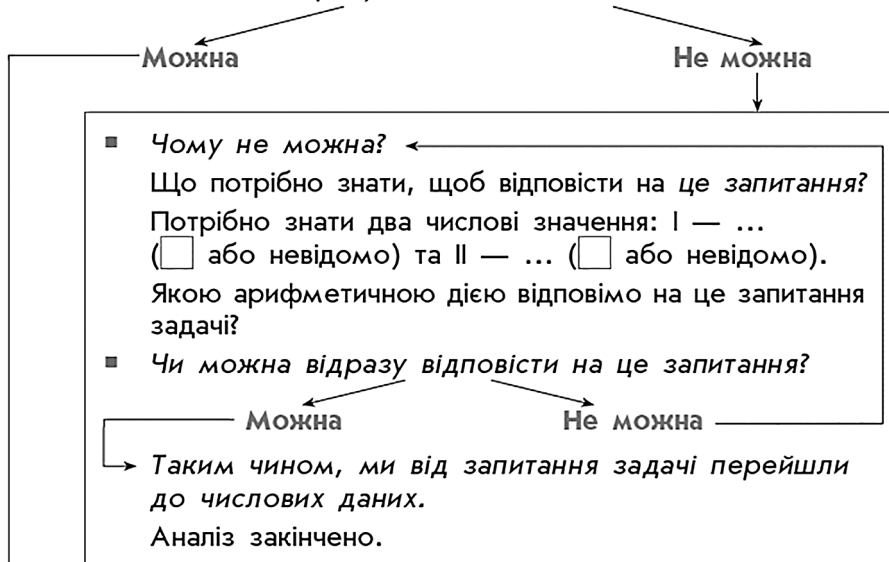 Можна Не можна
■ Чому не можна?
Що потрібно знати, щоб відповісти на це запитання?
Потрібно знати два числові значення: І — ...
(□ або невідомо) та ІІ — ... (□ або невідомо).
Якою арифметичною дією відповімо на це запитання
задачі?
■ Чи можна відразу відповісти на це запитання?
Можна Не можна
Таким чином, ми від запитання задачі перейшли
до числових даних.
Аналіз закінчено.